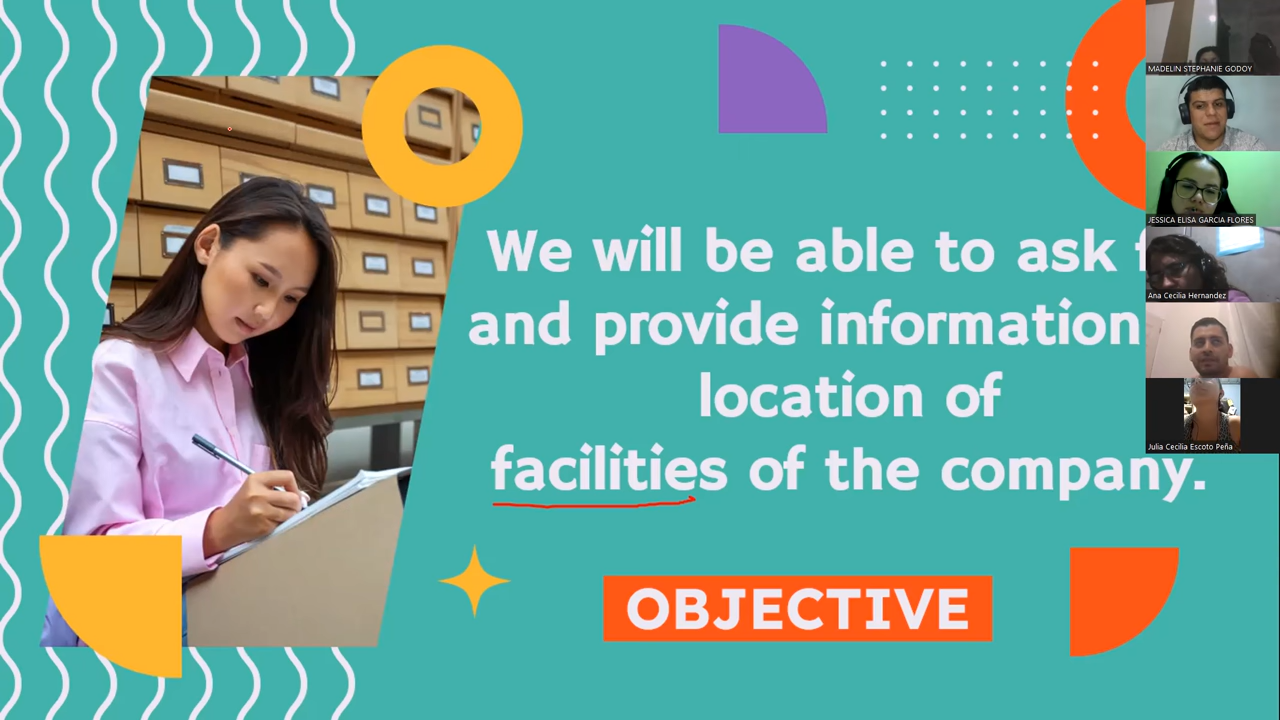 We will be able to ask
and provide information
location of
facilities of the company.
OBJECTIVE
MADELIN STEPHANIE GODOY
JESSICA ELISA GARCIA FLORES
Ana Cecilia Hernandez
Julia Cecilia Escoto Peña